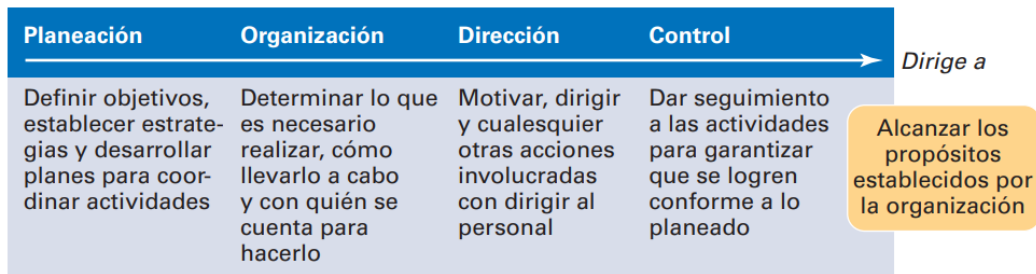 Planeación
Organización
Dirección
Control
Dirige a
Definir objetivos,
establecer estrate-
gias y desarrollar
planes para coor-
dinar actividades
Determinar lo que
es necesario
realizar, cómo
llevarlo a cabo
y con quién se
cuenta para
hacerlo
Motivar, dirigir
y cualesquier
otras acciones
involucradas
con dirigir al
personal
Dar seguimiento
a las actividades
para garantizar
que se logren
conforme a lo
planeado
Alcanzar los
propósitos
establecidos por
la organización